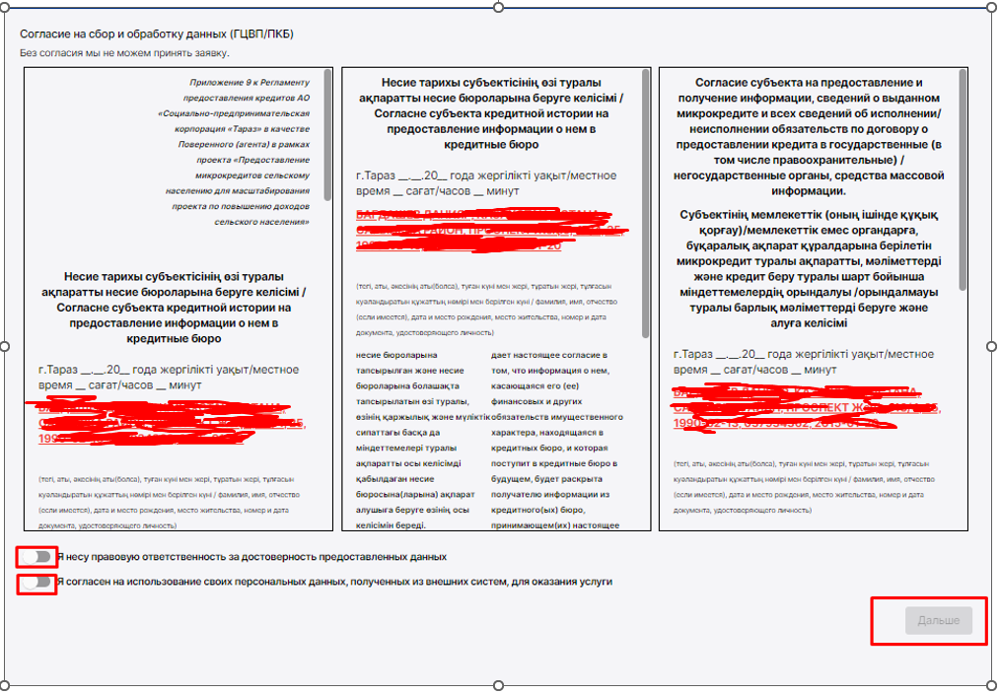 Согласие на сбор и обработку данных (ГЦВП/ПКБ)
Без согласия мы не можем принять заявку.
Приложение 9 к Регламенту
предоставления кредитов АО
«Социально-предпринимательская
корпорация «Тараз» в качестве
Поверенного (агента) в рамках
проекта «Предоставление
микрокредитов сельскому
населению для масштабирования
проекта по повышению доходов
сельского населения»
Несие тарихы субъектісінің өзі туралы
ақпаратты несие бюроларына беруге келісімі /
Согласне субъекта кредитной истории на
предоставление информации о нем в
кредитные бюро
г.Тараз __.__.20__ года жергілікті уақыт/местное
время __ сағат/часов __ минут
(тегі, аты, әкесінің аты(болса), туған күні мен жері, тұратын жері, тұлғасын
куаландыратын құжаттың нөмірі мен берілген күні / фамилия, имя, отчество
(если имеется), дата и место рождения, место жительства, номер и дата
документа, удостоверяющего личность)
Несие тарихы субъектісінің өзі туралы
ақпаратты несие бюроларына беруге келісімі /
Согласне субъекта кредитной истории на
предоставление информации о нем в
кредитные бюро
г.Тараз __.__.20__ года жергілікті уақыт/местное
время __ сағат/часов __ минут
(тегі, аты, әкесінің аты(болса), туған күні мен жері, тұратын жері, тұлғасын
куаландыратын құжаттың нөмірі мен берілген күні / фамилия, имя, отчество
(если имеется), дата и место рождения, место жительства, номер и дата
документа, удостоверяющего личность)
несие бюроларына
тапсырылған және несие
бюроларына болашақта
тапсырылатын өзі туралы,
өзінің қаржылық және мүліктік
сипаттағы басқа да
міндеттемелері туралы
ақпаратты осы келісімді
қабылдаған несие
бюросына(ларына) ақпарат
алушыға беруге өзінің осы
келісімін береді.
дает настоящее согласие в
том, что информация о нем,
касающаяся его (ее)
финансовых и других
обязательств имущественного
характера, находящаяся в
кредитных бюро, и которая
поступит в кредитные бюро в
будущем, будет раскрыта
получателю информации из
кредитного(ых) бюро,
принимающем(их) настоящее
Согласие субъекта на предоставление и
получение информации, сведений о выданном
микрокредите и всех сведений об исполнении/
неисполнении обязательств по договору о
предоставлении кредита в государственные (в
том числе правоохранительные) /
негосударственные органы, средства массовой
информации.
Субъектінің мемлекеттік (оның ішінде құқық
қорғау)/мемлекеттік емес органдарға,
бұқаралық ақпарат құралдарына берілетін
микрокредит туралы ақпаратты, мәліметтерді
және кредит беру туралы шарт бойынша
міндеттемелердің орындалуы /орындалмауы
туралы барлық мәліметтерді беруге және
алуға келісімі
г.Тараз __.__.20__ года жергілікті уақыт/местное
время __ сағат/часов __ минут
(тегі, аты, әкесінің аты(болса), туған күні мен жері, тұратын жері, тұлғасын
куаландыратын құжаттың нөмірі мен берілген күні / фамилия, имя, отчество
(если имеется), дата и место рождения, место жительства, номер и дата
документа, удостоверяющего личность)
Я несу правовую ответственность за достоверность предоставленных данных
Я согласен на использование своих персональных данных, полученных из внешних систем, для оказания услуги
Дальше